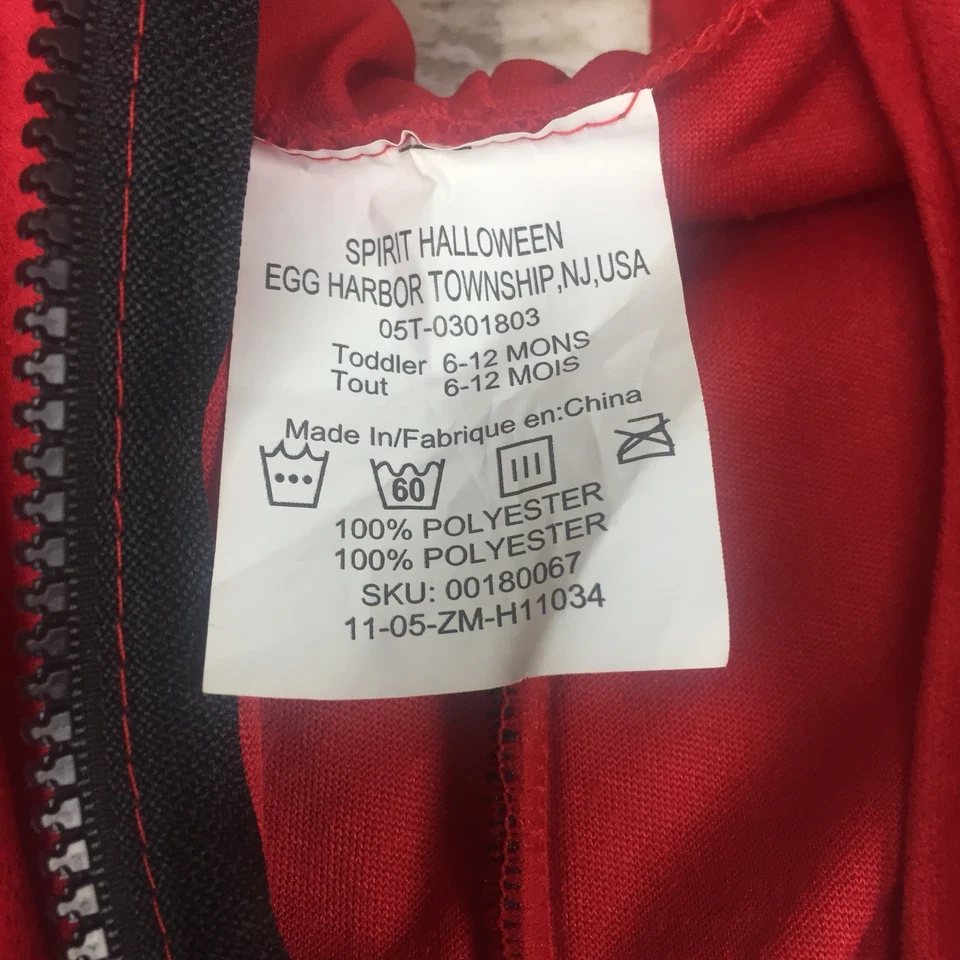 SPIRIT HALLOWEEN
EGG HARBOR TOWNSHIP,NJ,USA
05T-0301803
Toddler 6-12 MONS
Tout 6-12 MOIS
Made In/Fabrique en:China
60
100% POLYESTER
100% POLYESTER
SKU: 00180067
11-05-ZM-H11034